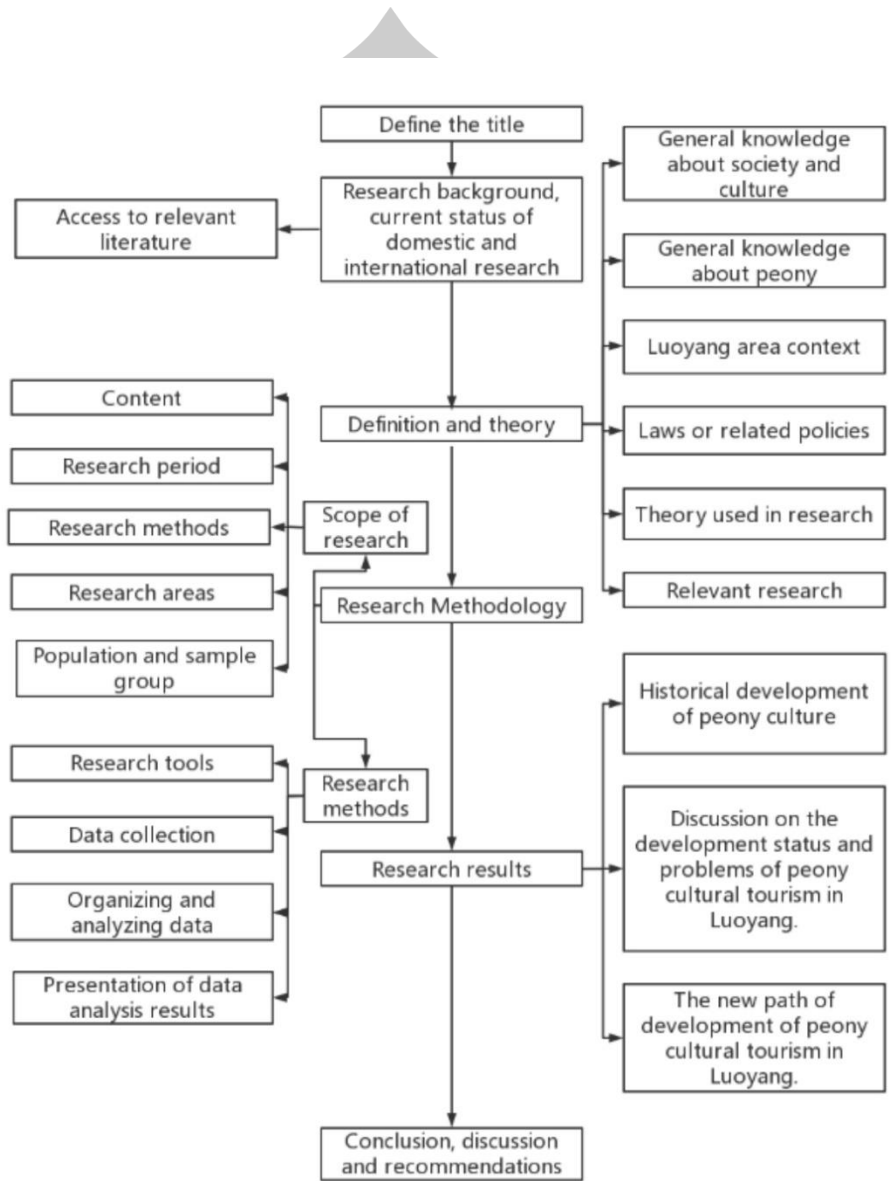 Define the title
Research background,
current status of
domestic and
international research
Access to relevant
literature
General knowledge
about society and
culture
General knowledge
about peony
Luoyang area context
Definition and theory
Laws or related policies
Theory used in research
Relevant research
Content
Research period
Research methods
Research areas
Population and sample
group
Scope of
research
Research Methodology
Research tools
Data collection
Organizing and
analyzing data
Presentation of data
analysis results
Research
methods
Research results
Historical development
of peony culture
Discussion on the
development status and
problems of peony
cultural tourism in
Luoyang.
The new path of
development of peony
cultural tourism in
Luoyang.
Conclusion, discussion
and recommendations